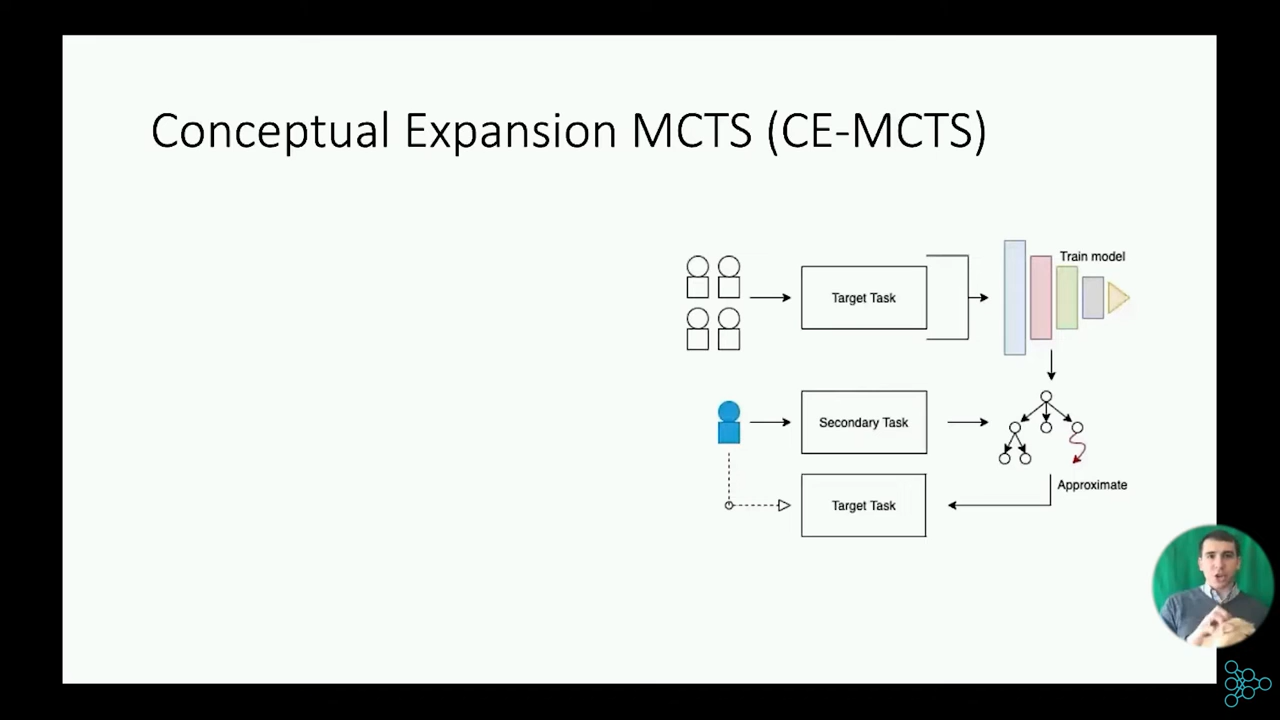 Conceptual Expansion MCTS (CE-MCTS)
Train model
Target Task
Secondary Task
Approximate
Target Task